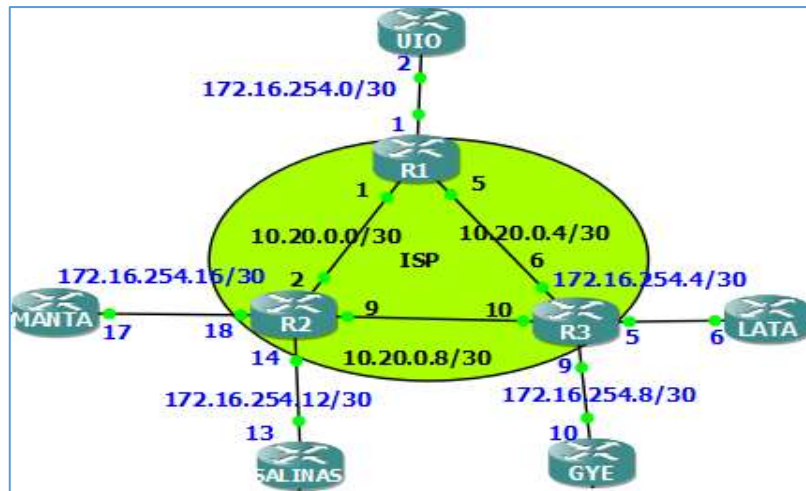 UIO
2
172.16.254.0/30
1
R1
1
5
10.20.0.0/30
10.20.0.4/30
ISP
6
172.16.254.16/30
172.16.254.4/30
2
MANTA
R2
9
10
R3
LATA
17
18
5
6
14
10.20.0.8/30
9
172.16.254.12/30
172.16.254.8/30
13
10
SALINAS
GYE